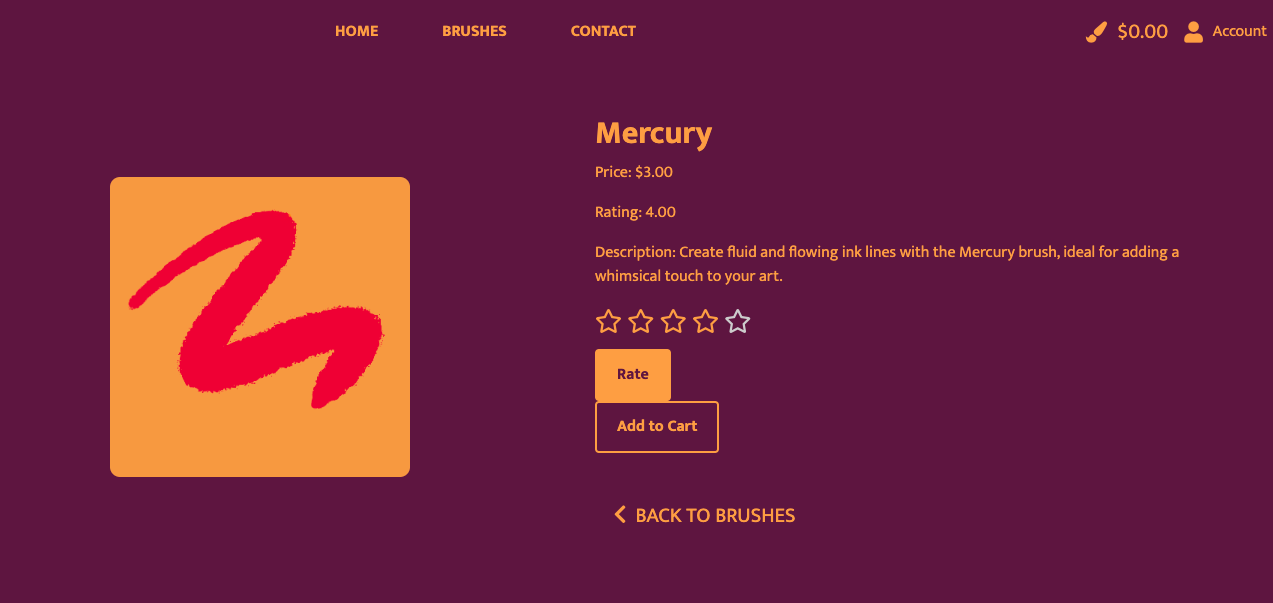 HOME BRUSHES CONTACT $0.00 Account
Mercury
Price: $3.00
Rating: 4.00
Description: Create fluid and flowing ink lines with the Mercury brush, ideal for adding a
whimsical touch to your art.
Rate
Add to Cart
BACK TO BRUSHES